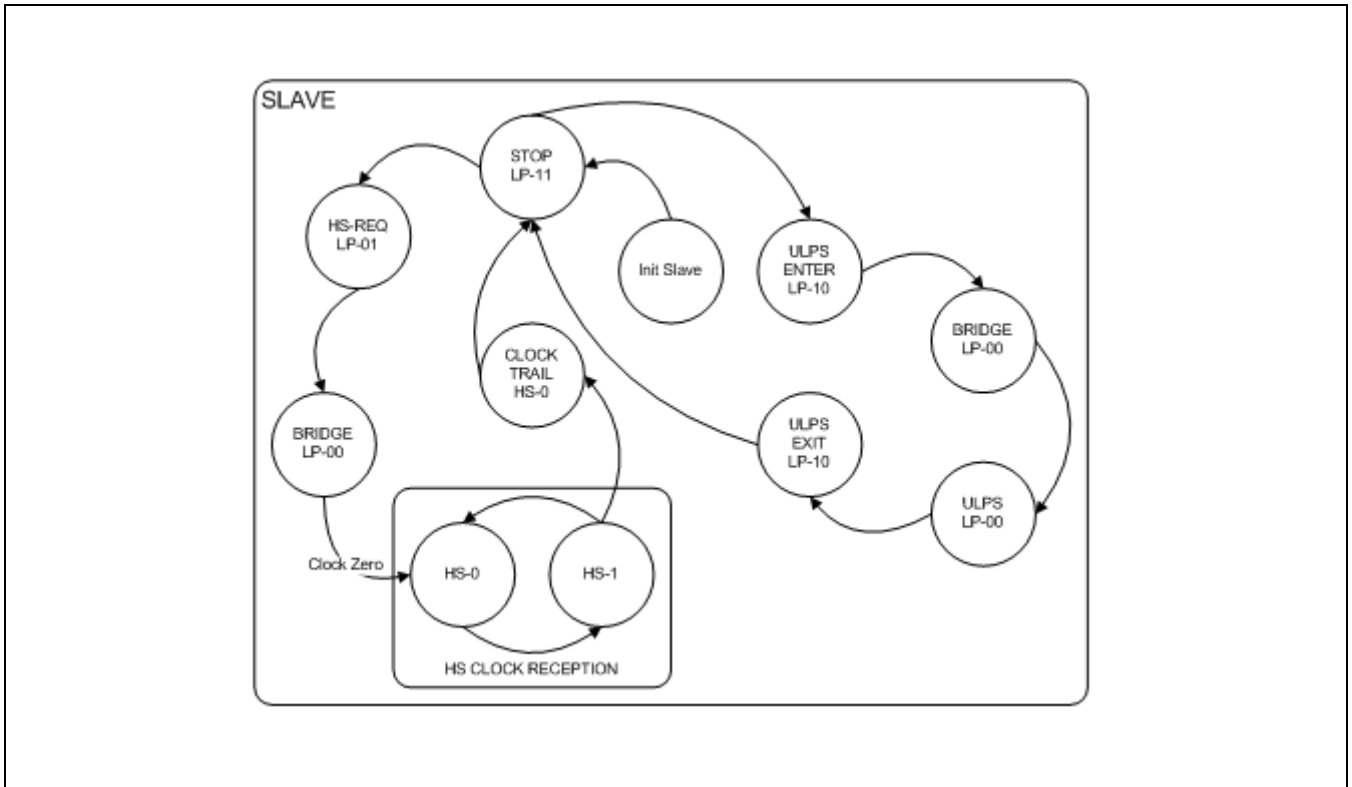 SLAVE
STOP
LP-11
HS-REQ
LP-01
Init Slave
ULPS
ENTER
LP-10
BRIDGE
LP-00
CLOCK
TRAIL
HS-0
BRIDGE
LP-00
ULPS
EXIT
LP-10
ULPS
LP-00
Clock Zero
HS-0
HS-1
HS CLOCK RECEPTION